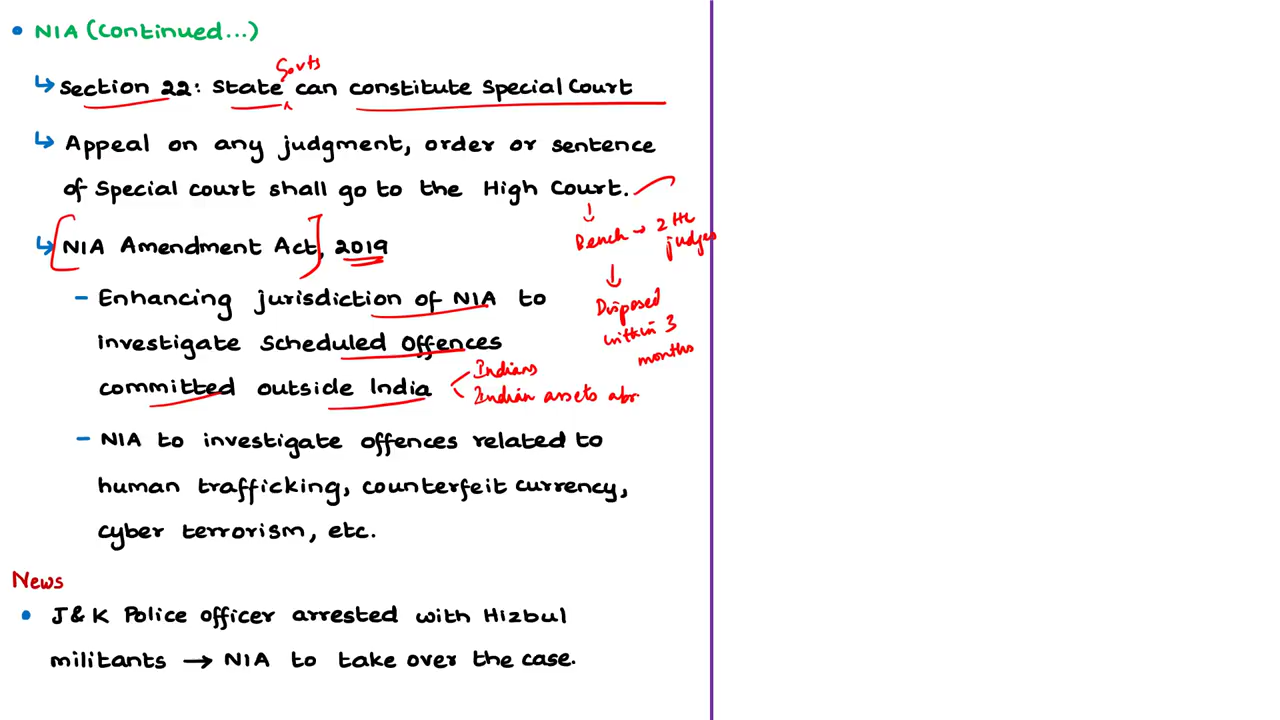 NIA (Continued...)
Govts
Section 22: State can constitute Special Court
Appeal on any judgment, order or sentence
of Special court shall go to the High Court.
Bench → 2 HC
judges
Disposed
within 3
months
NIA Amendment Act, 2019
- Enhancing jurisdiction of NIA to
investigate Scheduled Offences
committed outside India
Indians
Indian assets abr
- NIA to investigate offences related to
human trafficking, counterfeit currency,
cyber terrorism, etc.
News
• J&K Police officer arrested with Hizbul
militants → NIA to take over the case.